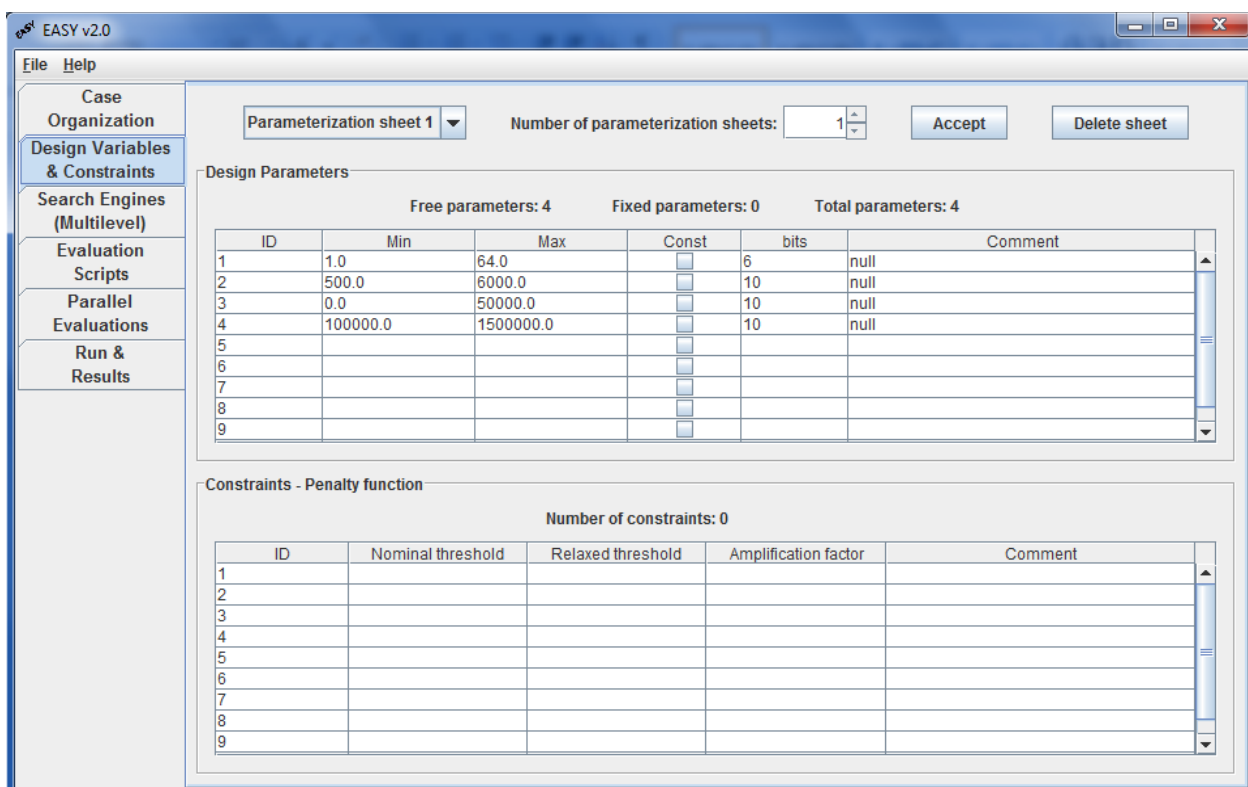 EASY EASY v2.0
File Help
Case
Organization
Design Variables
& Constraints
Search Engines
(Multilevel)
Evaluation
Scripts
Parallel
Evaluations
Run &
Results
Parameterization sheet 1 Number of parameterization sheets: 1 Accept Delete sheet
Design Parameters
Free parameters: 4 Fixed parameters: 0 Total parameters: 4
ID Min Max Const bits Comment
1 1.0 64.0 6 null
2 500.0 6000.0 10 null
3 0.0 50000.0 10 null
4 100000.0 1500000.0 10 null
5
6
7
8
9
Constraints - Penalty function
Number of constraints: 0
ID Nominal threshold Relaxed threshold Amplification factor Comment
1
2
3
4
5
6
7
8
9